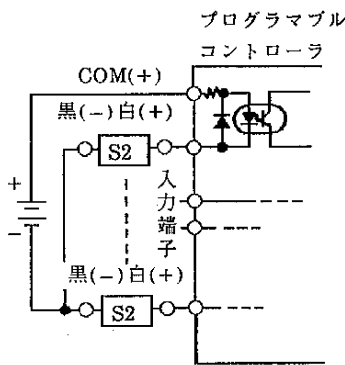 プログラマブル
コントローラ
COM(+)
黒(-)白(+)
S2
+
-
入力端子
黒(-)白(+)
S2